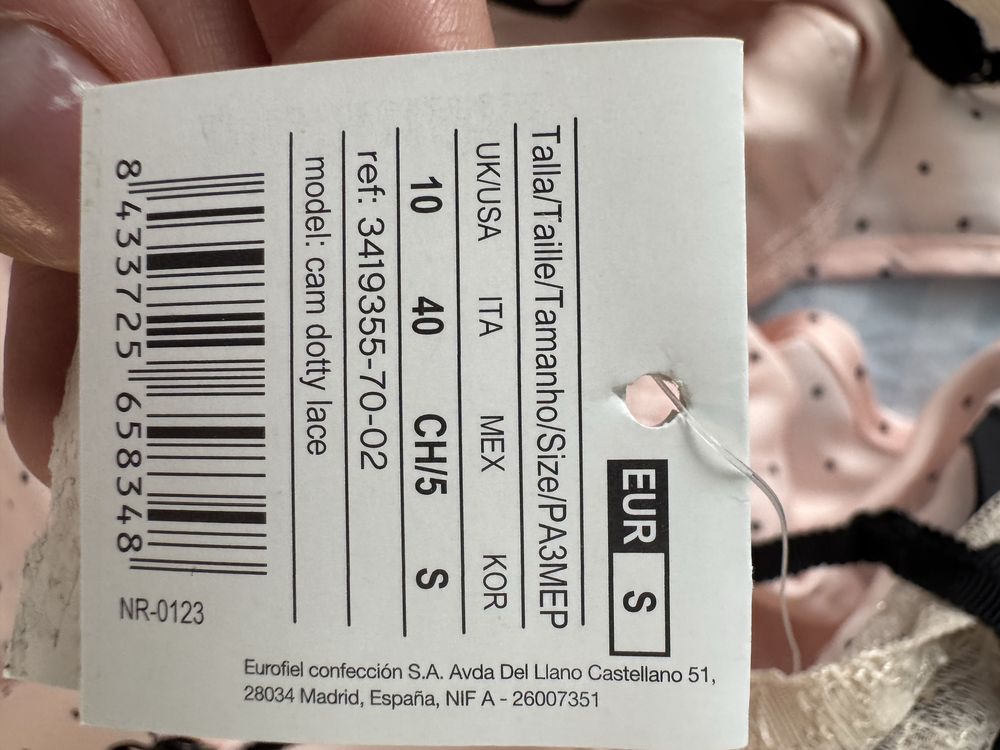 EUR S
Talla/Taille/Tamanho/Size/PA3MEP
UK/USA ITA MEX KOR
10 40 CH/5 S
ref: 3419355-70-02
model: cam dotty lace
8 433725 658348
NR-0123
Eurofiel confección S.A. Avda Del Llano Castellano 51,
28034 Madrid, España, NIF A - 26007351